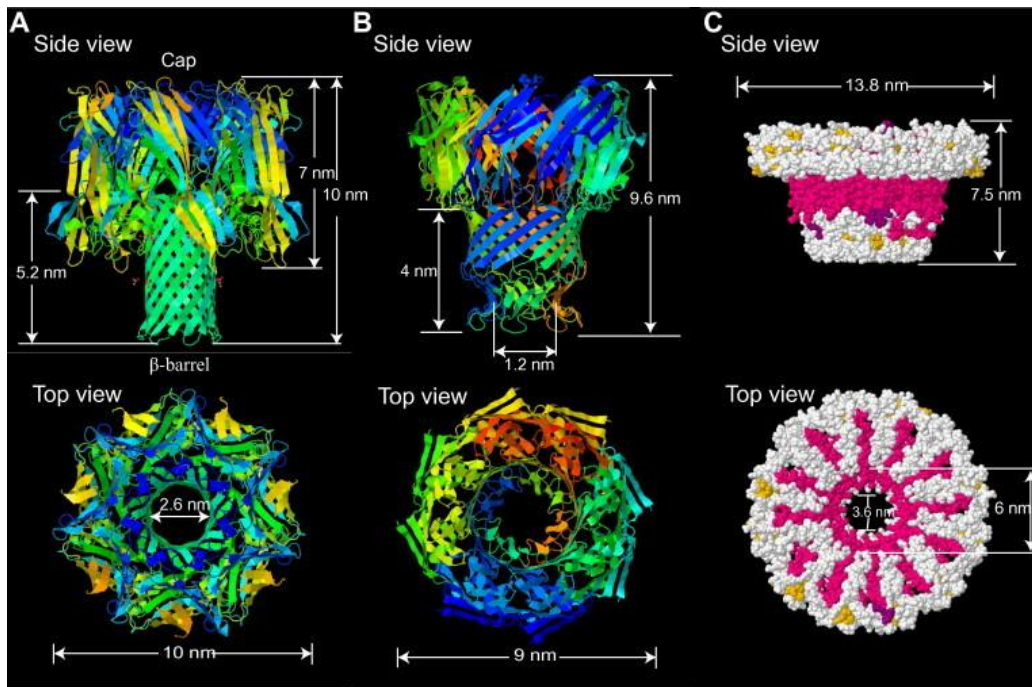 A
Side view
Cap
7 nm
10 nm
5.2 nm
β-barrel
Top view
2.6 nm
10 nm
B
Side view
9.6 nm
4 nm
1.2 nm
Top view
9 nm
C
Side view
13.8 nm
7.5 nm
Top view
3.6 nm
6 nm